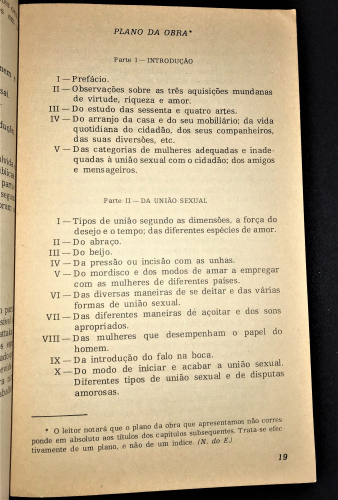 PLANO DA OBRA*
Parte I — INTRODUÇÃO
I — Prefácio.
II — Observações sobre as três aquisições mundanas
de virtude, riqueza e amor.
III — Do estudo das sessenta e quatro artes.
IV — Do arranjo da casa e do seu mobiliário; da vida
quotidiana do cidadão, dos seus companheiros,
das suas diversões, etc.
V — Das categorias de mulheres adequadas e inade-
quadas à união sexual com o cidadão; dos amigos
e mensageiros.
Parte II — DA UNIÃO SEXUAL
I — Tipos de união segundo as dimensões, a força do
desejo e o tempo; das diferentes espécies de amor.
II — Do abraço.
III — Do beijo.
IV — Da pressão ou incisão com as unhas.
V — Do mordisco e dos modos de amar a empregar
com as mulheres de diferentes países.
VI — Das diversas maneiras de se deitar e das várias
formas de união sexual.
VII — Das diferentes maneiras de açoitar e dos sons
apropriados.
VIII — Das mulheres que desempenham o papel do
homem.
IX — Da introdução do falo na boca.
X — Do modo de iniciar e acabar a união sexual.
Diferentes tipos de união sexual e de disputas
amorosas.
* O leitor notará que o plano da obra que apresentamos não corres
ponde em absoluto aos títulos dos capítulos subsequentes. Trata-se efec-
tivamente de um plano, e não de um índice. (N. do E.)
19